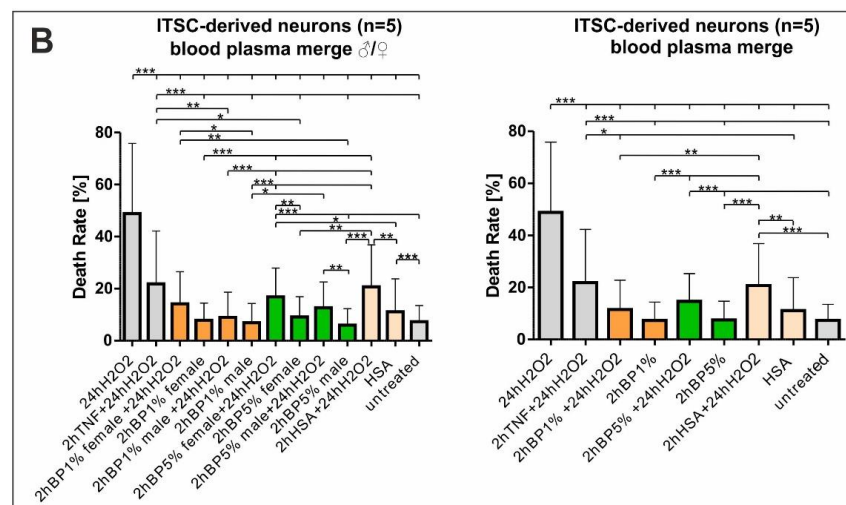 B
ITSC-derived neurons (n=5)
blood plasma merge ♂/♀
***
***
**
*
*
**
***
***
***
*
**
***
*
**
***
**
**
***
Death Rate [%]
80
60
40
20
0
24hH2O2
2hTNF+24hH2O2
2hBP1% female +24hH2O2
2hBP1% female
2hBP1% male +24hH2O2
2hBP1% male
2hBP5% female+24hH2O2
2hBP5% female
2hBP5% male+24hH2O2
2hBP5% male
2hHSA+24hH2O2
HSA
untreated
ITSC-derived neurons (n=5)
blood plasma merge
***
***
*
**
***
***
***
**
***
Death Rate [%]
80
60
40
20
0
24hH2O2
2hTNF+24hH2O2
2hBP1% +24hH2O2
2hBP1%
2hBP5% +24hH2O2
2hBP5%
2hHSA+24hH2O2
HSA
untreated